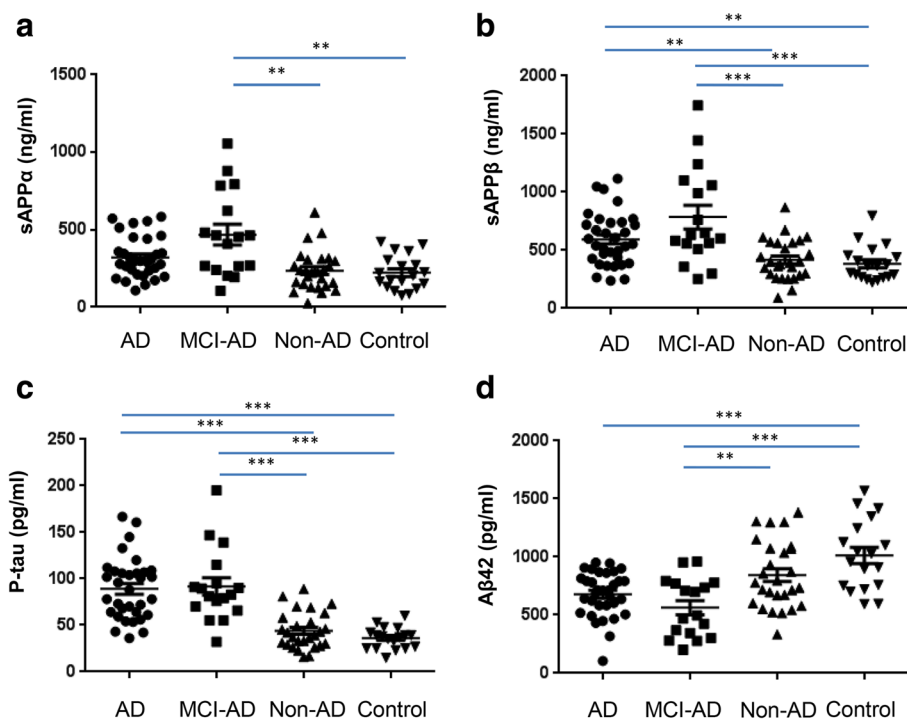 a
**
**
sAPPα (ng/ml)
1500
1000
500
0
AD MCI-AD Non-AD Control
b
**
**
***
***
sAPPβ (ng/ml)
2000
1500
1000
500
0
AD MCI-AD Non-AD Control
c
***
***
***
***
P-tau (pg/ml)
250
200
150
100
50
0
AD MCI-AD Non-AD Control
d
***
***
**
Aβ42 (pg/ml)
2000
1500
1000
500
0
AD MCI-AD Non-AD Control